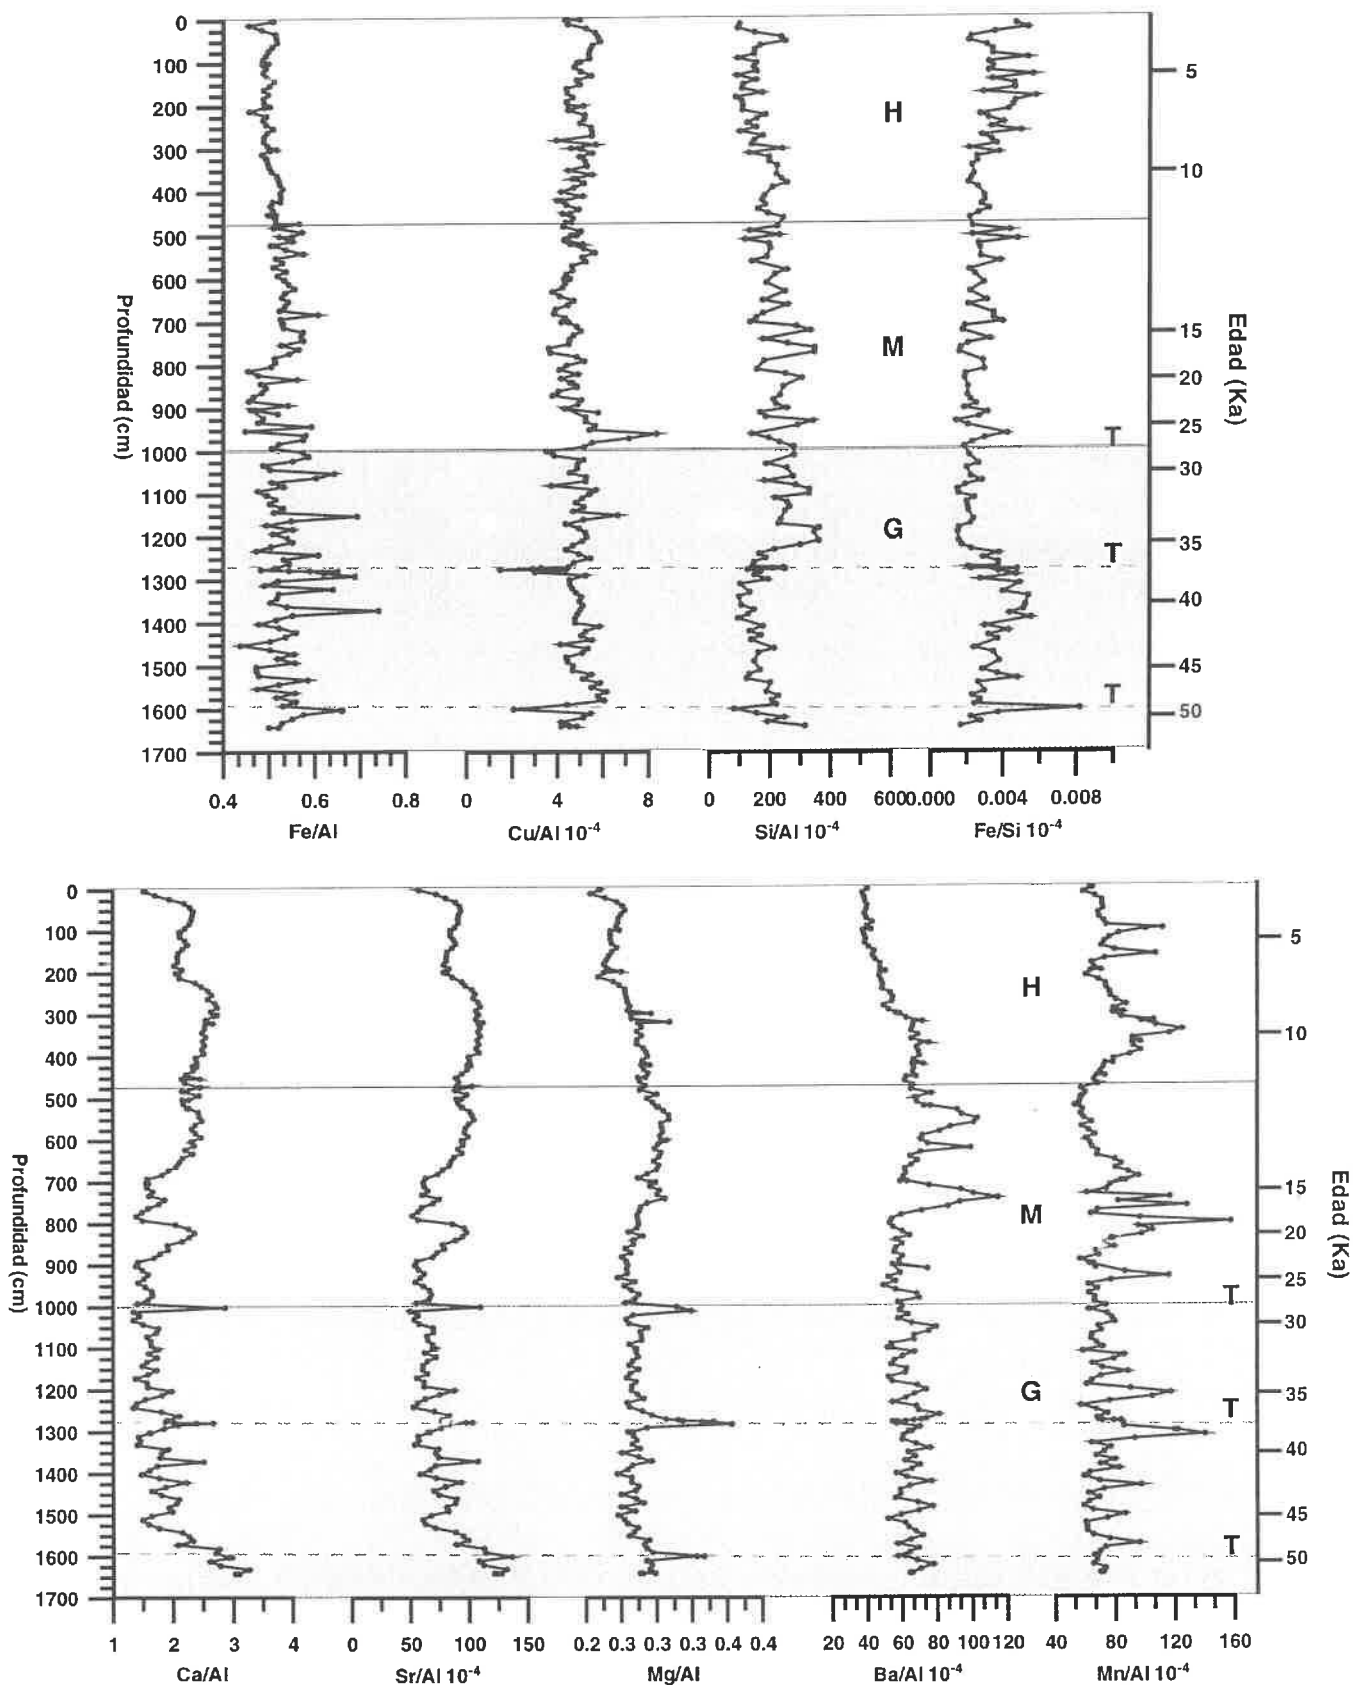 0
100
200
300
400
500
600
700
800
900
1000
1100
1200
1300
1400
1500
1600
1700
Profundidad (cm)
H
M
G
T
T
T
5
10
15
20
25
30
35
40
45
50
Edad (Ka)
0.4 0.6 0.8 0 4 8 0 200 400 600 0.000 0.004 0.008
Fe/Al Cu/Al 10-4 Si/Al 10-4 Fe/Si 10-4
0
100
200
300
400
500
600
700
800
900
1000
1100
1200
1300
1400
1500
1600
1700
Profundidad (cm)
H
M
G
T
T
T
5
10
15
20
25
30
35
40
45
50
Edad (Ka)
1 2 3 4 0 50 100 150 0.2 0.3 0.3 0.3 0.4 0.4 20 40 60 80 100 120 40 80 120 160
Ca/Al Sr/Al 10-4 Mg/Al Ba/Al 10-4 Mn/Al 10-4